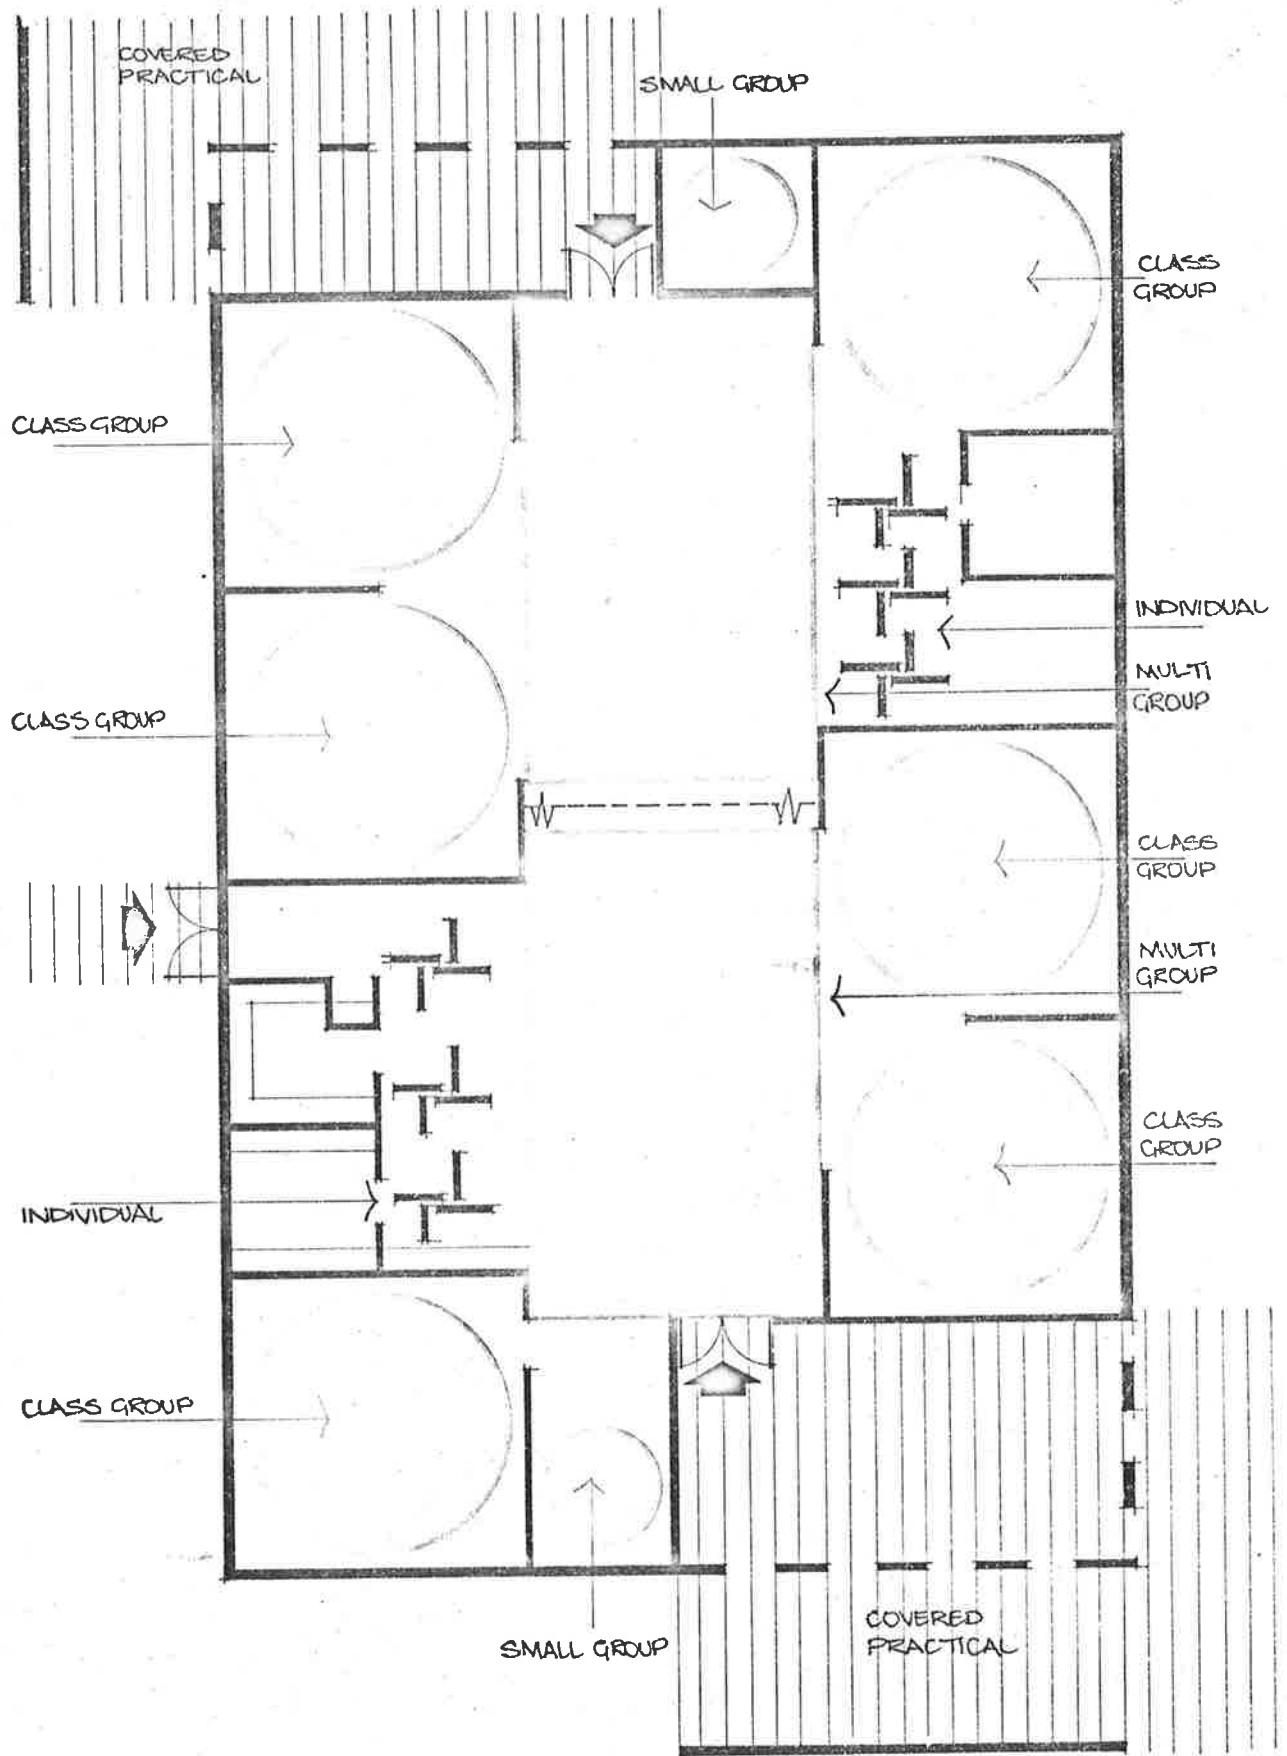 COVERED
PRACTICAL
SMALL GROUP
CLASS
GROUP
CLASS GROUP
INDIVIDUAL
MULTI
GROUP
CLASS GROUP
CLASS
GROUP
MULTI
GROUP
CLASS
GROUP
INDIVIDUAL
CLASS GROUP
COVERED
PRACTICAL
SMALL GROUP